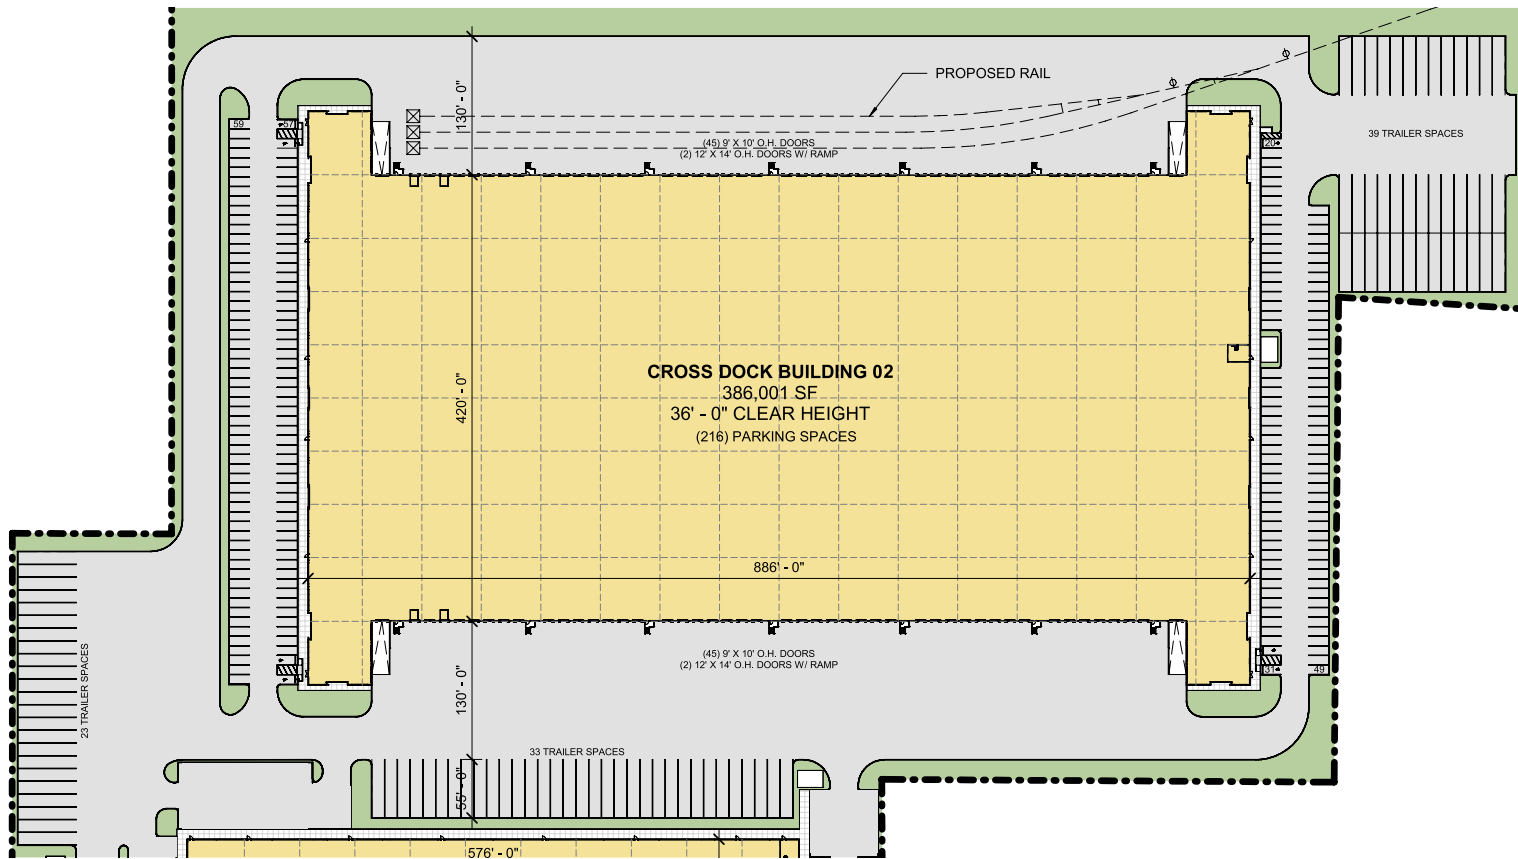 PROPOSED RAIL
130' - 0"
59
57
20
39 TRAILER SPACES
(45) 9' X 10' O.H. DOORS
(2) 12' X 14' O.H. DOORS W/ RAMP
CROSS DOCK BUILDING 02
386,001 SF
36' - 0" CLEAR HEIGHT
(216) PARKING SPACES
420' - 0"
886' - 0"
(45) 9' X 10' O.H. DOORS
(2) 12' X 14' O.H. DOORS W/ RAMP
31
49
130' - 0"
23 TRAILER SPACES
33 TRAILER SPACES
55' - 0"
576' - 0"